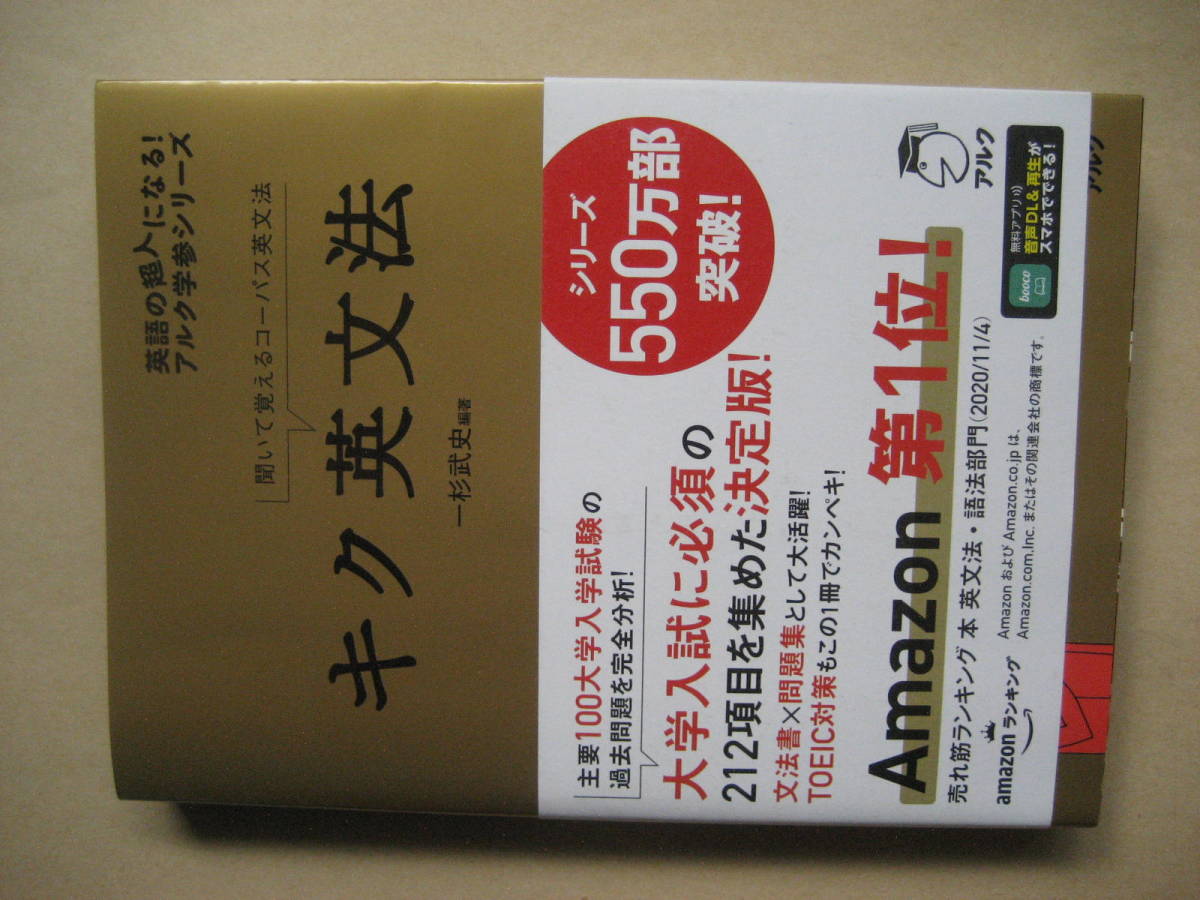 英語の超人になる!
アルク学参シリーズ
聞いて覚えるコーパス英文法
キク英文法
一杉武史 編著
シリーズ
550万部
突破!
主要100大学入学試験の
過去問題を完全分析!
大学入試に必須の
212項目を集めた決定版!
文法書×問題集として大活躍!
TOEIC対策もこの1冊でカンペキ!
Amazon 第1位!
売れ筋ランキング 本 英文法・語法部門(2020/11/4)
amazonランキング
Amazon および Amazon.co.jp は、
Amazon.com.Inc. またはその関連会社の商標です。
アルク
booco
無料アプリ
音声DL&再生が
スマホでできる!
アルク